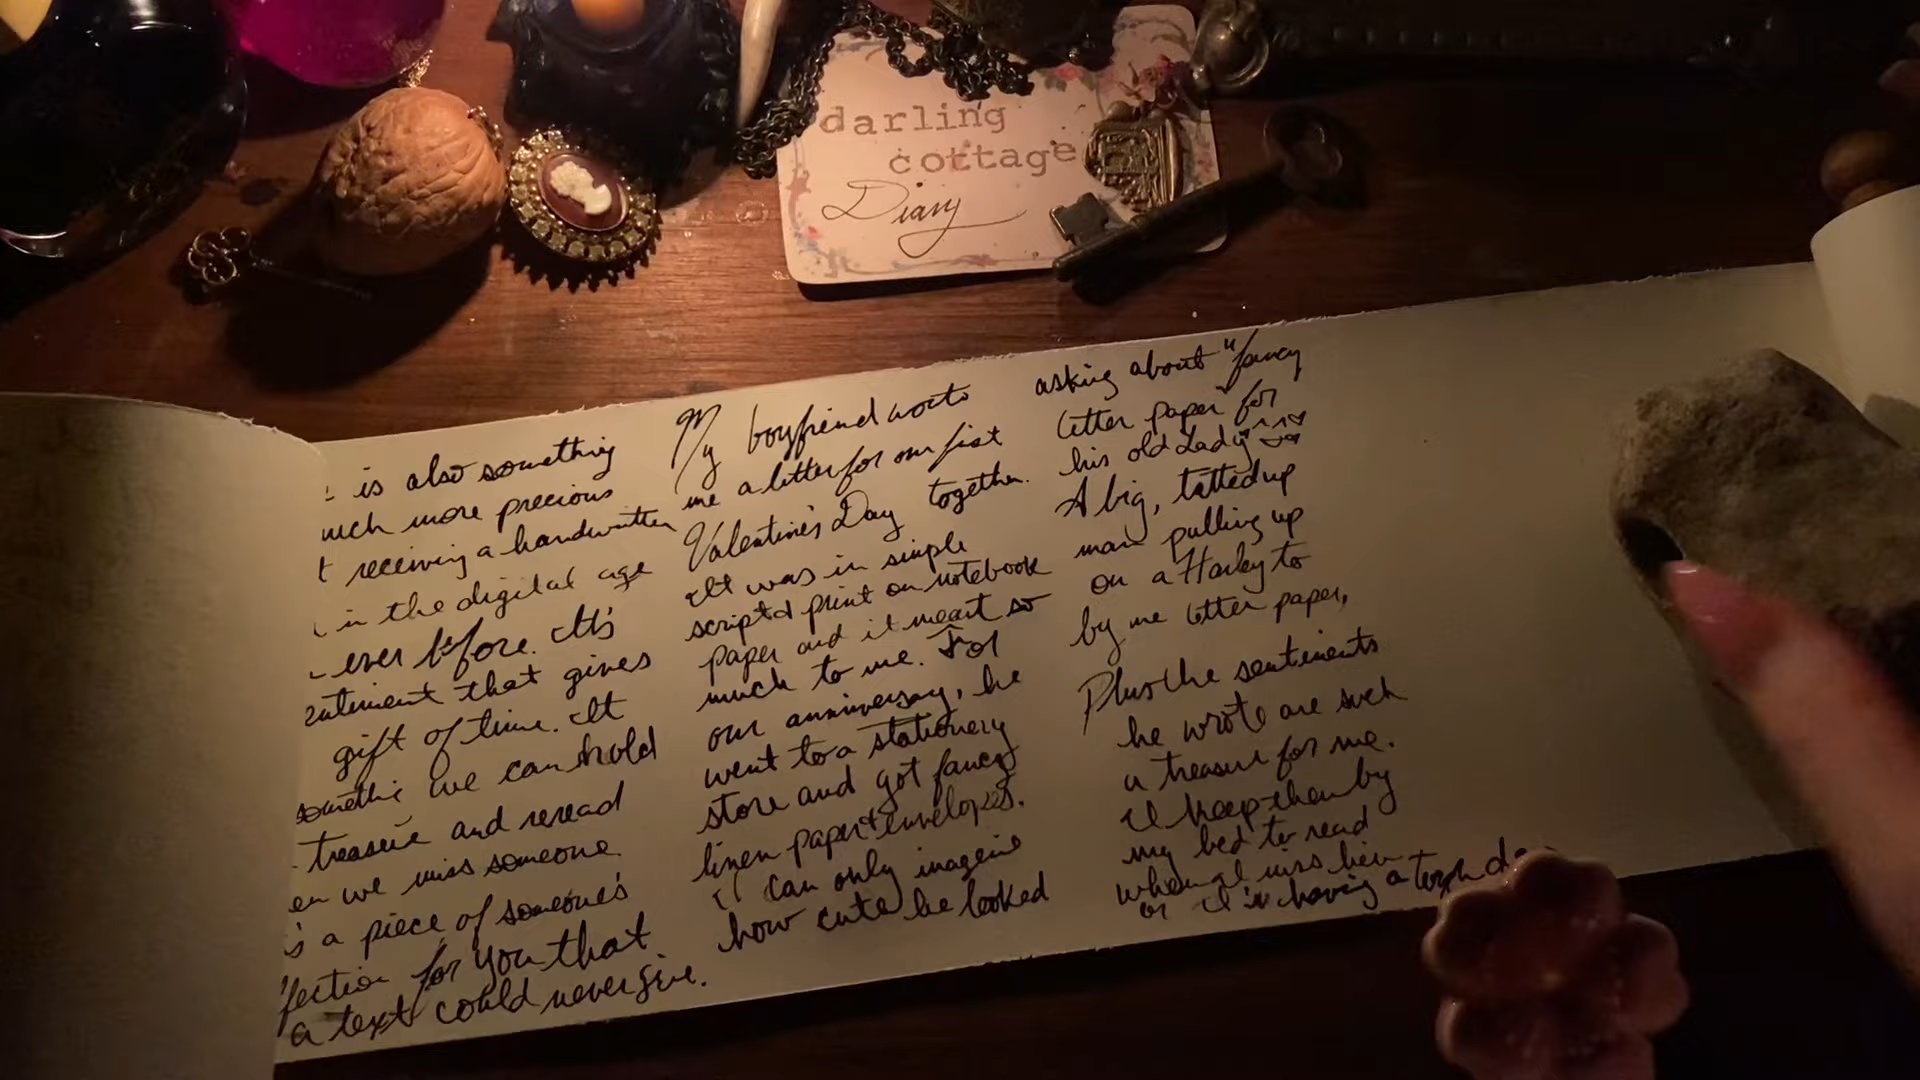 darling
cottage
Diary
is also something
more precious
receiving a handwritten
in the digital age
ever before. It's
that gives
gift of time. It
something we can hold
treasure and reread
we miss someone.
a piece of someone's
for you that
a text could never give.
My boyfriend wrote
me a letter for our fist
Valentine's Day together.
It was in simple
script'd print on notebook
paper and it meant so
much to me. For
our anniversay, he
went to a stationery
store and got fancy
linen paper + envelopes.
I can only imagine
how cute he looked
asking about "fancy
letter paper for
his old Lady"
A big, tatted up
man pulling up
on a Harley to
by me letter paper,
Plus the sentiments
he wrote are such
a treasure for me.
I keep them by
my bed to read
when I miss him
or I'm having a tough